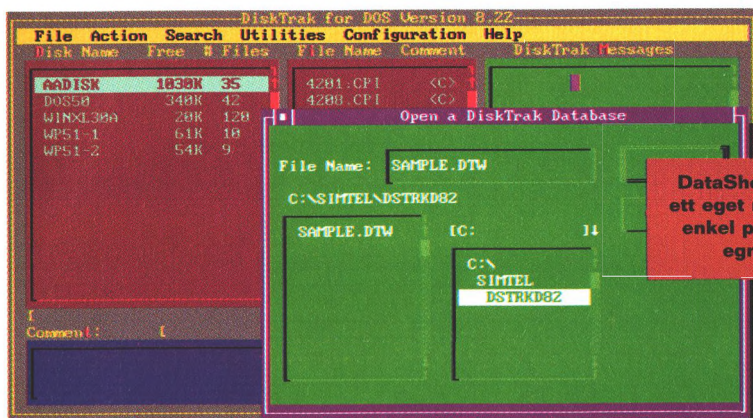 DiskTrak for DOS Version 8.22
File Action Search Utilities Configuration Help
Disk Name Free # Files File Name Comment DiskTrak Messages
AADISK 1030K 35 4201.CPI <C>
DOS50 340K 42 4208.CPI <C>
WINXL30A 20K 120
WP51-1 61K 10
WP51-2 54K 9
Open a DiskTrak Database
File Name: SAMPLE.DTW
C:\SIMTEL\DSTRKD82
SAMPLE.DTW [C: ]↓
C:\
SIMTEL
DSTRKD82
Comment: [
DataSh
ett eget
enkel p
egr